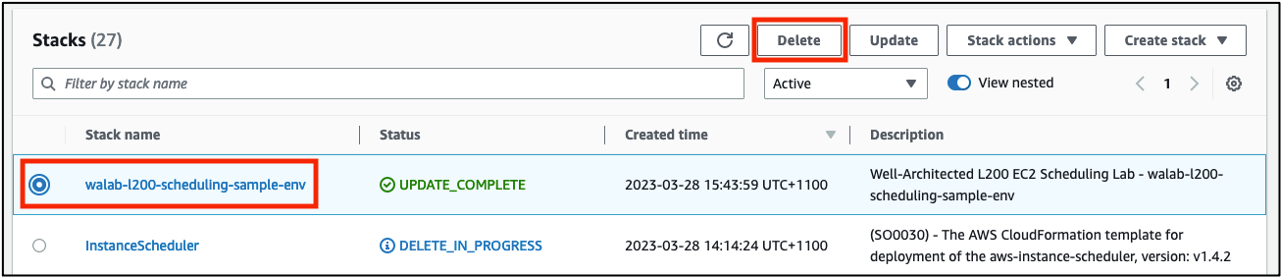 Stacks (27)
Delete
Update
Stack actions
Create stack
Filter by stack name
Active
View nested
1
Stack name
Status
Created time
Description
walab-l200-scheduling-sample-env
UPDATE_COMPLETE
2023-03-28 15:43:59 UTC+1100
Well-Architected L200 EC2 Scheduling Lab - walab-l200-
scheduling-sample-env
InstanceScheduler
DELETE_IN_PROGRESS
2023-03-28 14:14:24 UTC+1100
(SO0030) - The AWS CloudFormation template for
deployment of the aws-instance-scheduler, version: v1.4.2